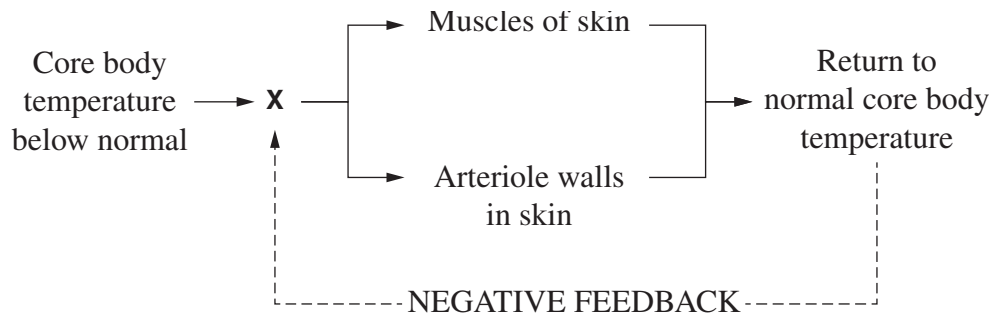 Muscles of skin
Core body
temperature
below normal
X
Return to
normal core body
temperature
Arteriole walls
in skin
NEGATIVE FEEDBACK